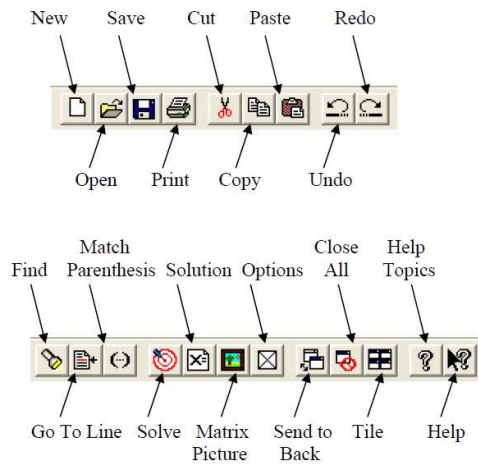 New Save Cut Paste Redo
Open Print Copy Undo
Match Close Help
Find Parenthesis Solution Options All Topics
Go To Line Solve Matrix Send to Tile Help
Picture Back